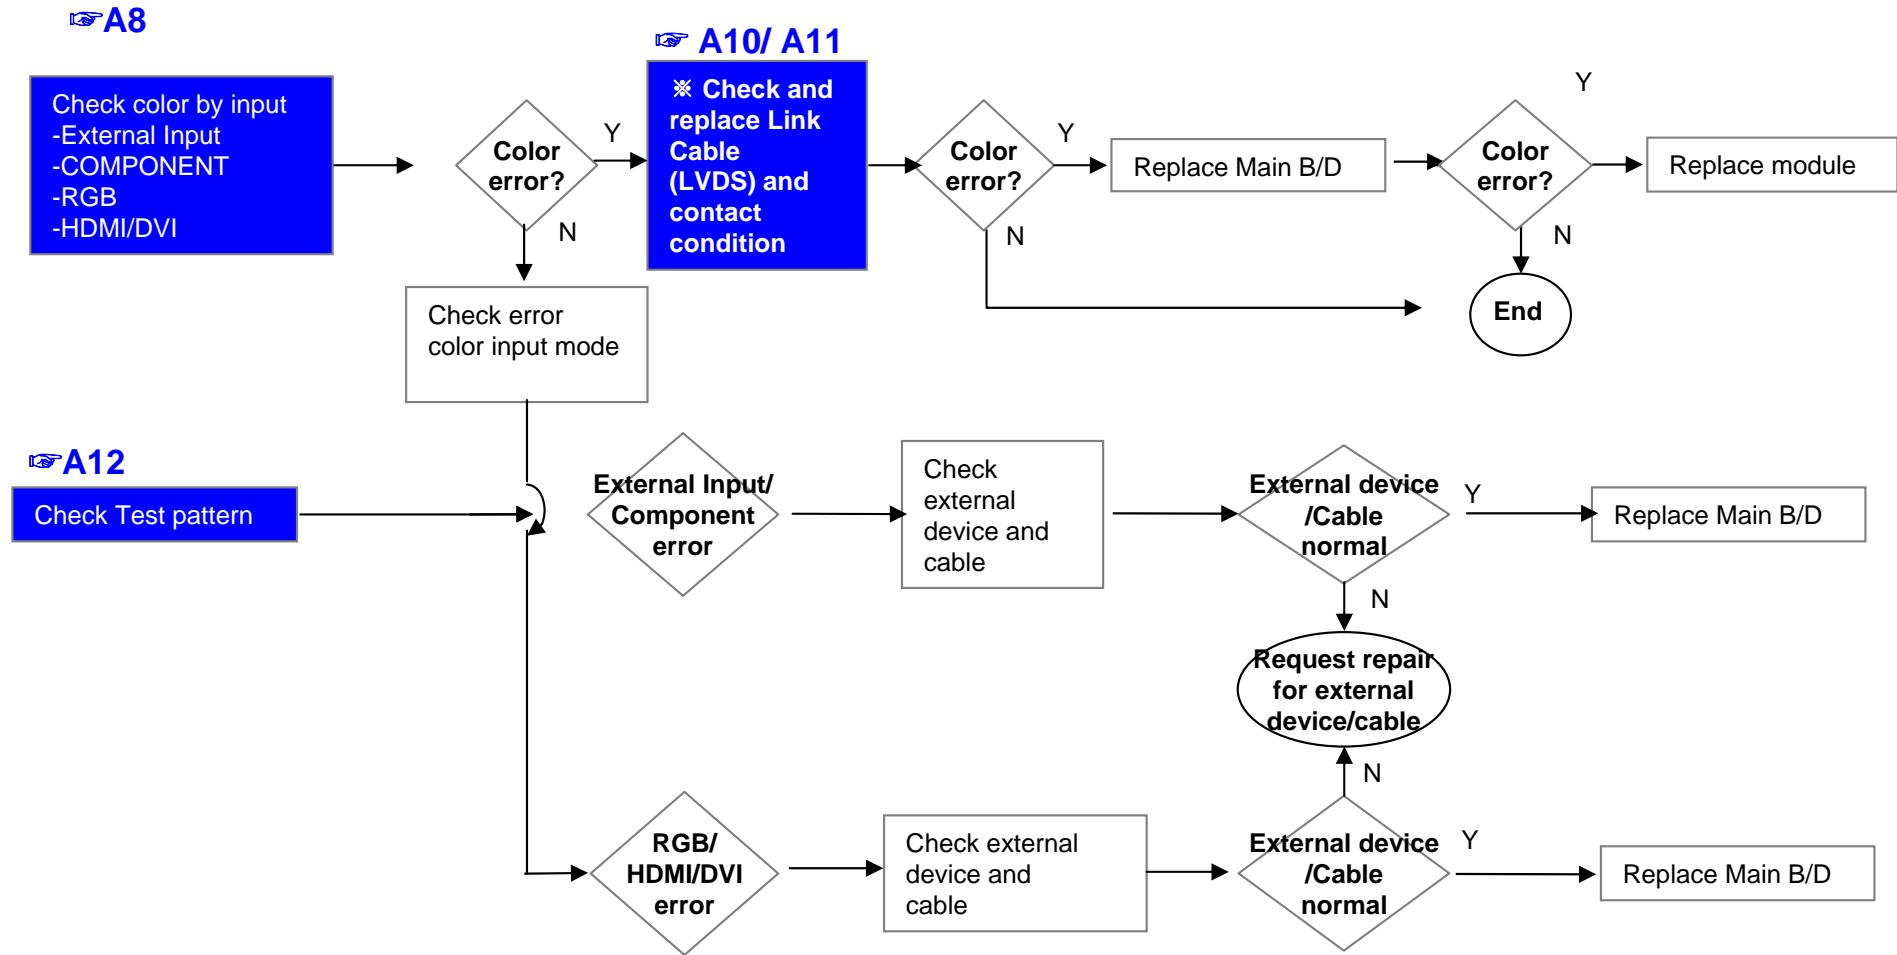 ☞A8
Check color by input
-External Input
-COMPONENT
-RGB
-HDMI/DVI
Color
error?
Y
N
☞ A10/ A11
※ Check and
replace Link
Cable
(LVDS) and
contact
condition
Color
error?
Y
N
Replace Main B/D
Color
error?
Y
N
Replace module
End
Check error
color input mode
☞A12
Check Test pattern
External Input/
Component
error
Check
external
device and
cable
External device
/Cable
normal
Y
N
Replace Main B/D
Request repair
for external
device/cable
N
RGB/
HDMI/DVI
error
Check external
device and
cable
External device
/Cable
normal
Y
Replace Main B/D